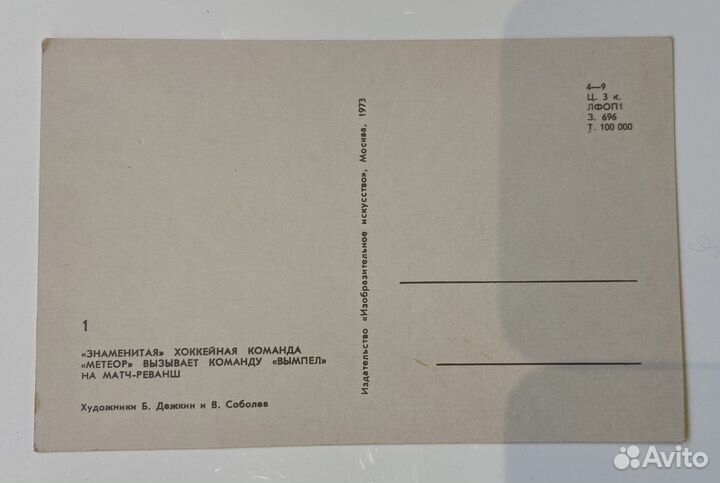 4—9
Ц. 3 к.
ЛФОП1
З. 696
Т. 100 000
Издательство «Изобразительное искусство», Москва, 1973
1
«ЗНАМЕНИТАЯ» ХОККЕЙНАЯ КОМАНДА
«МЕТЕОР» ВЫЗЫВАЕТ КОМАНДУ «ВЫМПЕЛ»
НА МАТЧ-РЕВАНШ
Художники Б. Дежкин и В. Соболев
Avito